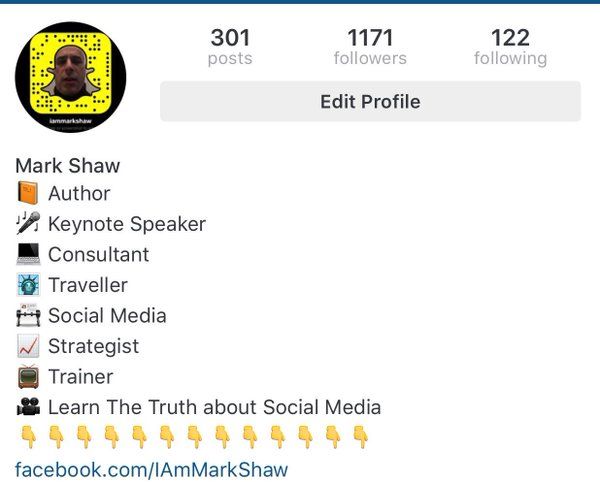 301 1171 122
posts followers following
Edit Profile
iammarkshaw
Mark Shaw
Author
Keynote Speaker
Consultant
Traveller
Social Media
Strategist
Trainer
Learn The Truth about Social Media
facebook.com/IAmMarkShaw